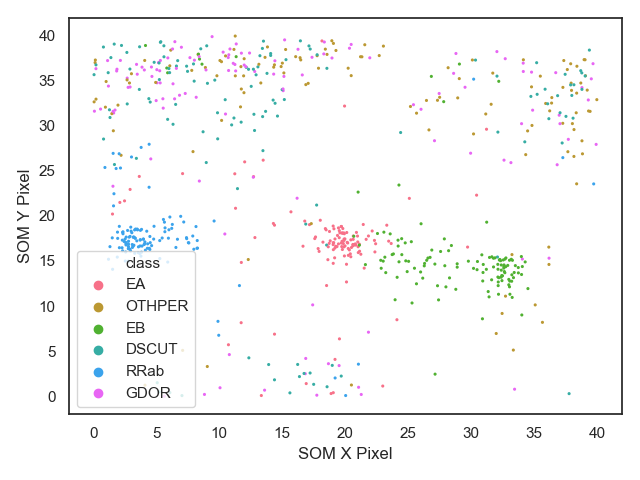 40
35
30
25
20
15
10
5
0
SOM Y Pixel
class
EA
OTHPER
EB
DSCUT
RRab
GDOR
0 5 10 15 20 25 30 35 40
SOM X Pixel